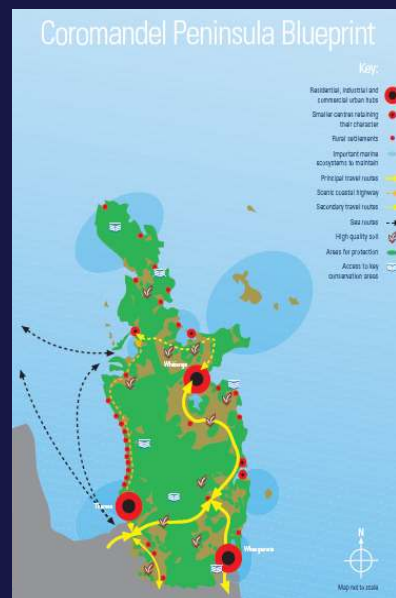 Coromandel Peninsula Blueprint
Key:
Residential, industrial and
commercial urban hubs
Smaller centres retaining
their character
Rural settlements
Important marine
ecosystems to maintain
Principal travel routes
Scenic coastal highway
Secondary travel routes
Sea routes
High quality soil
Areas for protection
Access to key
conservation areas
Whitianga
Thames
Whangamata
N
Map not to scale